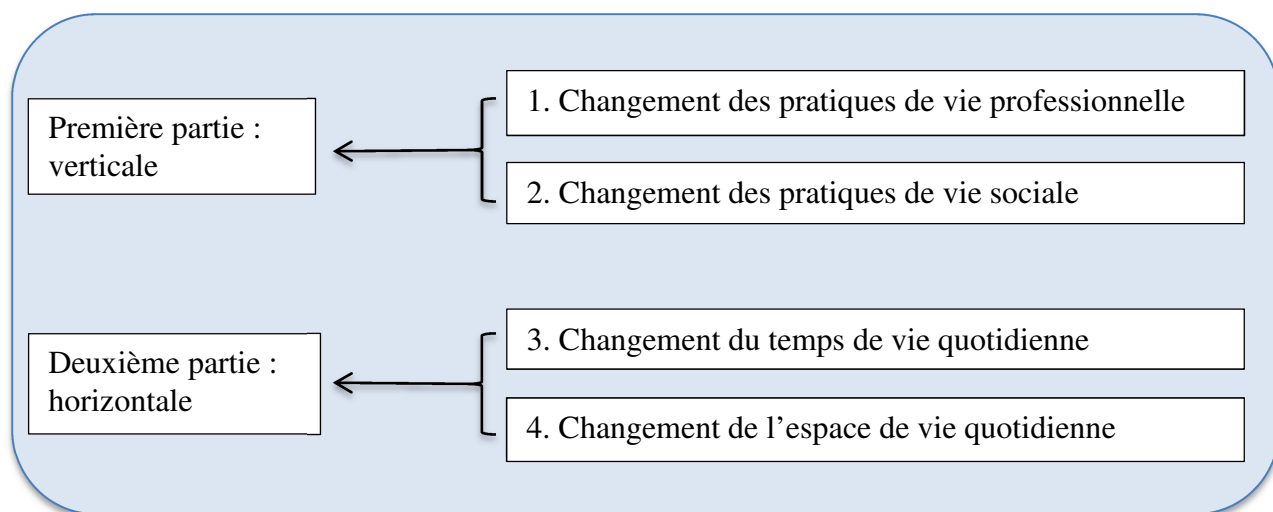 Première partie :
verticale
1. Changement des pratiques de vie professionnelle
2. Changement des pratiques de vie sociale
Deuxième partie :
horizontale
3. Changement du temps de vie quotidienne
4. Changement de l’espace de vie quotidienne